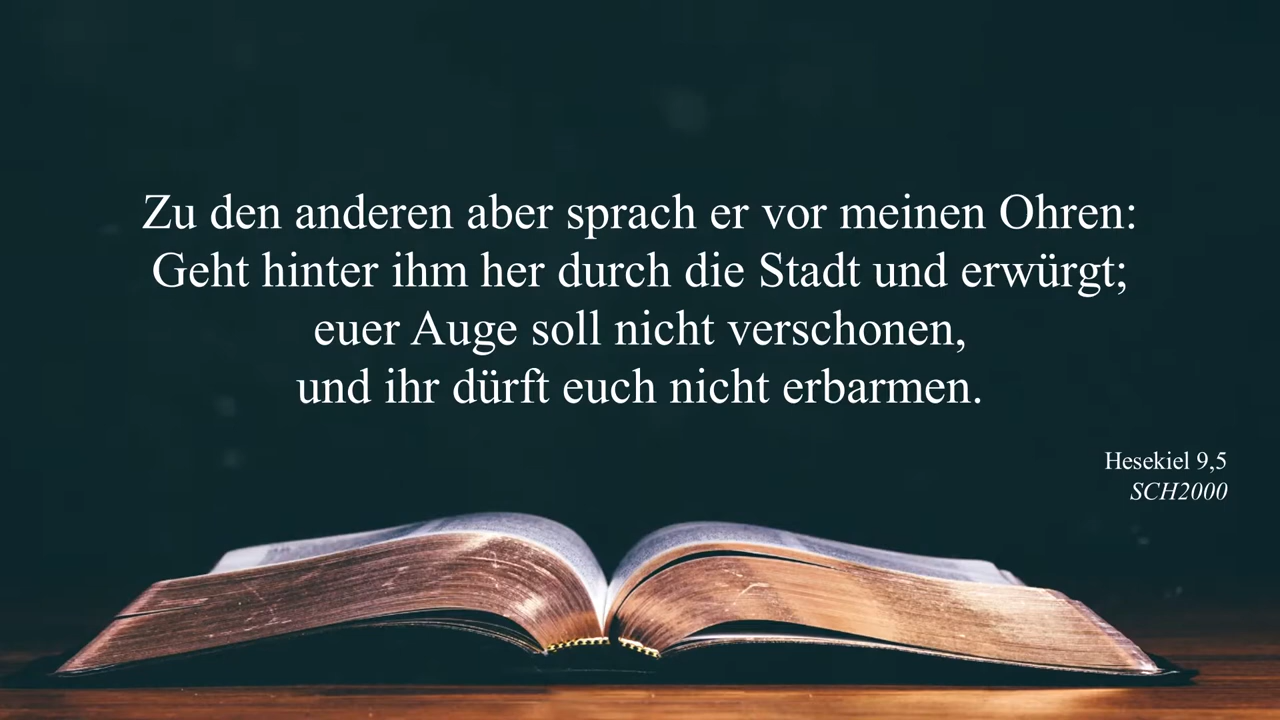 Zu den anderen aber sprach er vor meinen Ohren:
Geht hinter ihm her durch die Stadt und erwürgt;
euer Auge soll nicht verschonen,
und ihr dürft euch nicht erbarmen.
Hesekiel 9,5
SCH2000